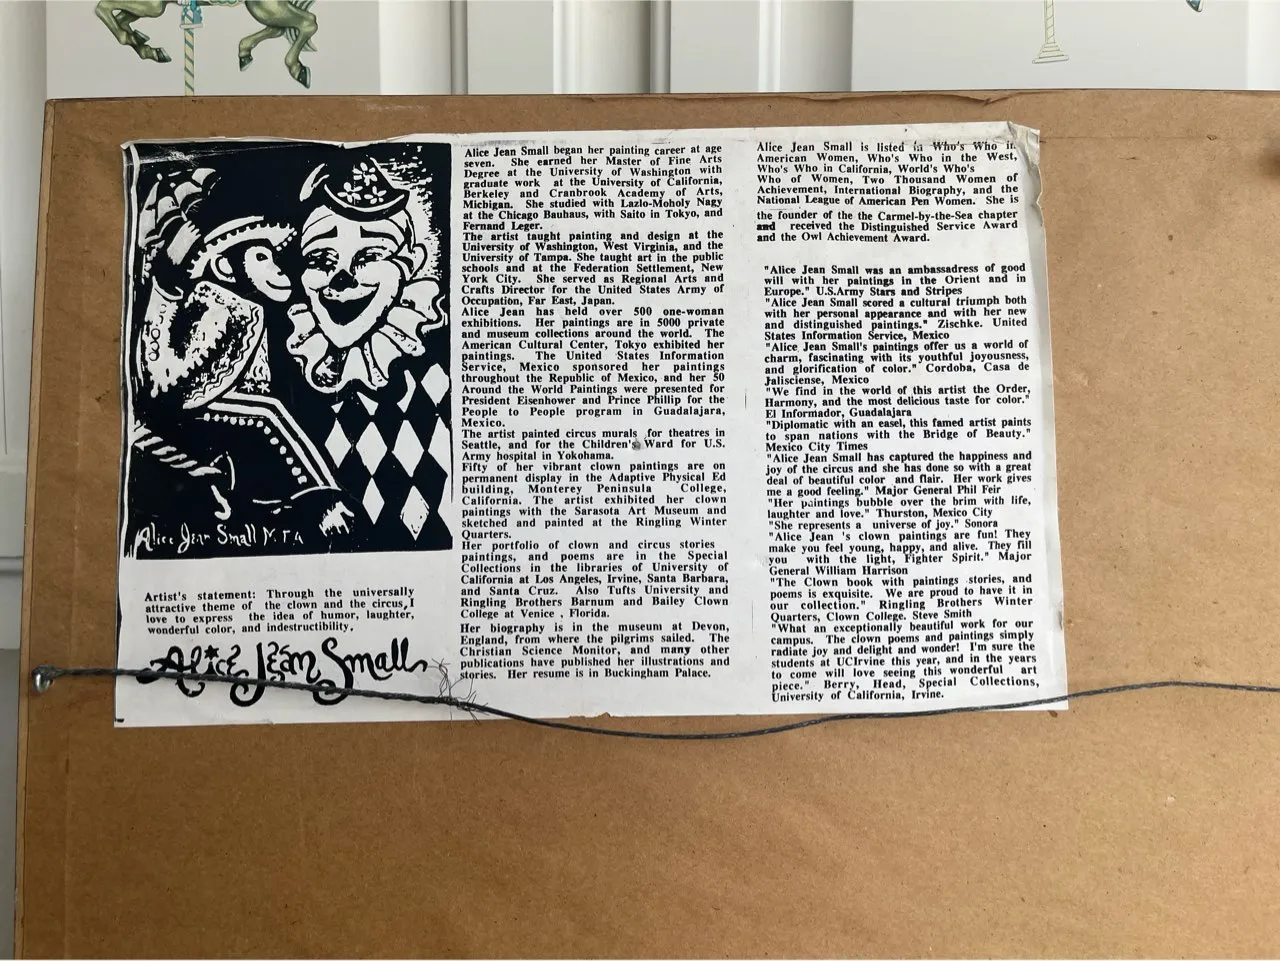 Alice Jean Small M.F.A
Artist's statement: Through the universally
attractive theme of the clown and the circus, I
love to express the idea of humor, laughter,
wonderful color, and indestructibility.
Alice Jean Small
Alice Jean Small began her painting career at age
seven. She earned her Master of Fine Arts
Degree at the University of Washington with
graduate work at the University of California,
Berkeley and Cranbrook Academy of Arts,
Michigan. She studied with Lazlo-Moholy Nagy
at the Chicago Bauhaus, with Saito in Tokyo, and
Fernand Leger.
The artist taught painting and design at the
University of Washington, West Virginia, and the
University of Tampa. She taught art in the public
schools and at the Federation Settlement, New
York City. She served as Regional Arts and
Crafts Director for the United States Army of
Occupation, Far East, Japan.
Alice Jean has held over 500 one-woman
exhibitions. Her paintings are in 5000 private
and museum collections around the world. The
American Cultural Center, Tokyo exhibited her
paintings. The United States Information
Service, Mexico sponsored her paintings
throughout the Republic of Mexico, and her 50
Around the World Paintings were presented for
President Eisenhower and Prince Phillip for the
People to People program in Guadalajara,
Mexico.
The artist painted circus murals for theatres in
Seattle, and for the Children's Ward for U.S.
Army hospital in Yokohama.
Fifty of her vibrant clown paintings are on
permanent display in the Adaptive Physical Ed
building, Monterey Peninsula College,
California. The artist exhibited her clown
paintings with the Sarasota Art Museum and
sketched and painted at the Ringling Winter
Quarters.
Her portfolio of clown and circus stories
paintings, and poems are in the Special
Collections in the libraries of University of
California at Los Angeles, Irvine, Santa Barbara,
and Santa Cruz. Also Tufts University and
Ringling Brothers Barnum and Bailey Clown
College at Venice , Florida.
Her biography is in the museum at Devon,
England, from where the pilgrims sailed. The
Christian Science Monitor, and many other
publications have published her illustrations and
stories. Her resume is in Buckingham Palace.
Alice Jean Small is listed in Who's Who in
American Women, Who's Who in the West,
Who's Who in California, World's Who's
Who of Women, Two Thousand Women of
Achievement, International Biography, and the
National League of American Pen Women. She is
the founder of the the Carmel-by-the-Sea chapter
and received the Distinguished Service Award
and the Owl Achievement Award.
"Alice Jean Small was an ambassadress of good
will with her paintings in the Orient and in
Europe." U.S.Army Stars and Stripes
"Alice Jean Small scored a cultural triumph both
with her personal appearance and with her new
and distinguished paintings." Zischke. United
States Information Service, Mexico
"Alice Jean Small's paintings offer us a world of
charm, fascinating with its youthful joyousness,
and glorification of color." Cordoba, Casa de
Jalisciense, Mexico
"We find in the world of this artist the Order,
Harmony, and the most delicious taste for color."
El Informador, Guadalajara
"Diplomatic with an easel, this famed artist paints
to span nations with the Bridge of Beauty."
Mexico City Times
"Alice Jean Small has captured the happiness and
joy of the circus and she has done so with a great
deal of beautiful color and flair. Her work gives
me a good feeling." Major General Phil Feir
"Her paintings bubble over the brim with life,
laughter and love." Thurston, Mexico City
"She represents a universe of joy." Sonora
"Alice Jean 's clown paintings are fun! They
make you feel young, happy, and alive. They fill
you with the light, Fighter Spirit." Major
General William Harrison
"The Clown book with paintings stories, and
poems is exquisite. We are proud to have it in
our collection." Ringling Brothers Winter
Quarters, Clown College. Steve Smith
"What an exceptionally beautiful work for our
campus. The clown poems and paintings simply
radiate joy and delight and wonder! I'm sure the
students at UCIrvine this year, and in the years
to come will love seeing this wonderful art
piece." Berry, Head, Special Collections,
University of California, Irvine.